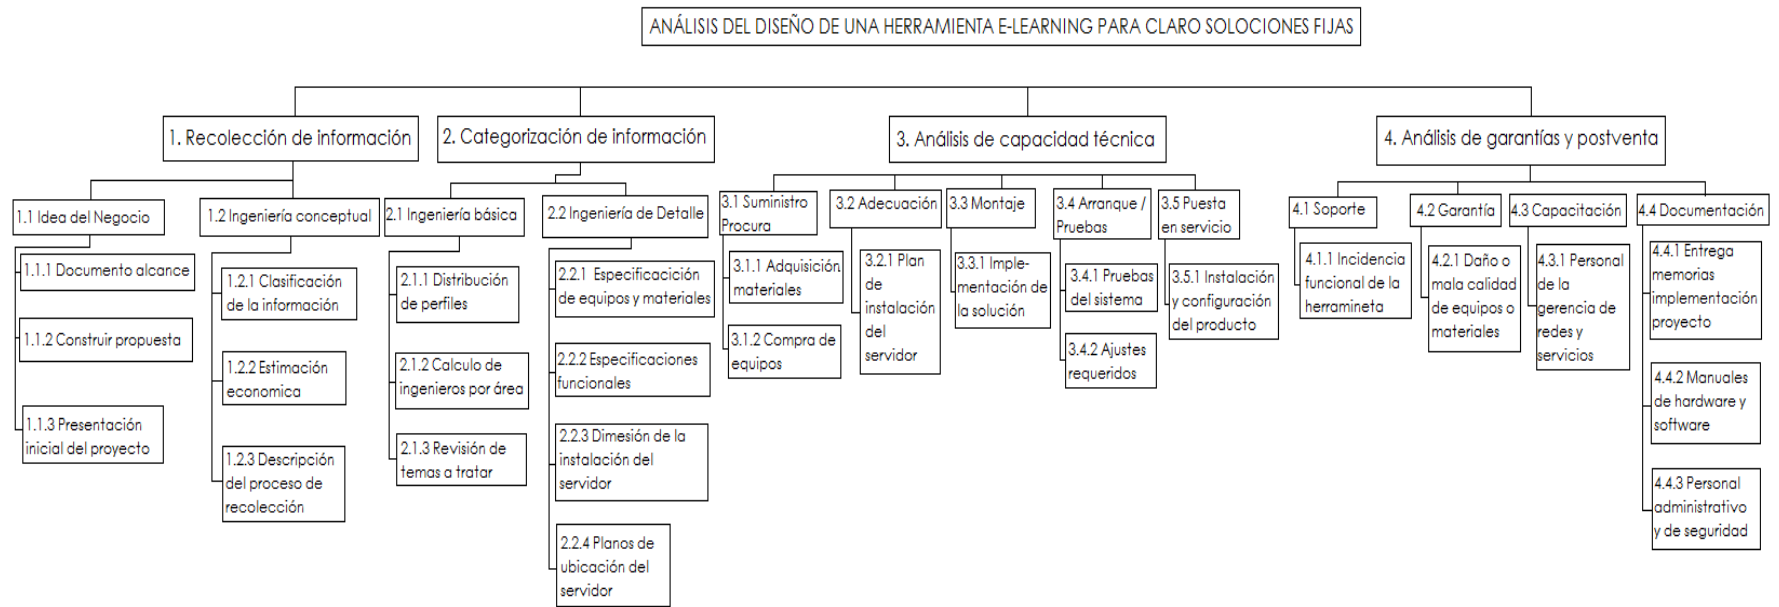 ANÁLISIS DEL DISEÑO DE UNA HERRAMIENTA E-LEARNING PARA CLARO SOLOCIONES FIJAS
1. Recolección de información
2. Categorización de información
3. Análisis de capacidad técnica
4. Análisis de garantías y postventa
1.1 Idea del Negocio
1.1.1 Documento alcance
1.1.2 Construir propuesta
1.1.3 Presentación
inicial del proyecto
1.2 Ingeniería conceptual
1.2.1 Clasificación
de la información
1.2.2 Estimación
economica
1.2.3 Descripción
del proceso de
recolección
2.1 Ingeniería básica
2.1.1 Distribución
de perfiles
2.1.2 Calculo de
ingenieros por área
2.1.3 Revisión de
temas a tratar
2.2 Ingeniería de Detalle
2.2.1 Especificacición
de equipos y materiales
2.2.2 Especificaciones
funcionales
2.2.3 Dimesión de la
instalación del
servidor
2.2.4 Planos de
ubicación del
servidor
3.1 Suministro
Procura
3.1.1 Adquisición
materiales
3.1.2 Compra de
equipos
3.2 Adecuación
3.2.1 Plan
de
instalación
del
servidor
3.3 Montaje
3.3.1 Imple-
mentación de
la solución
3.4 Arranque /
Pruebas
3.4.1 Pruebas
del sistema
3.4.2 Ajustes
requeridos
3.5 Puesta
en servicio
3.5.1 Instalación
y configuración
del producto
4.1 Soporte
4.1.1 Incidencia
funcional de la
herramineta
4.2 Garantía
4.2.1 Daño o
mala calidad
de equipos o
materiales
4.3 Capacitación
4.3.1 Personal
de la
gerencia de
redes y
servicios
4.4 Documentación
4.4.1 Entrega
memorias
implementación
proyecto
4.4.2 Manuales
de hardware y
software
4.4.3 Personal
administrativo
y de seguridad